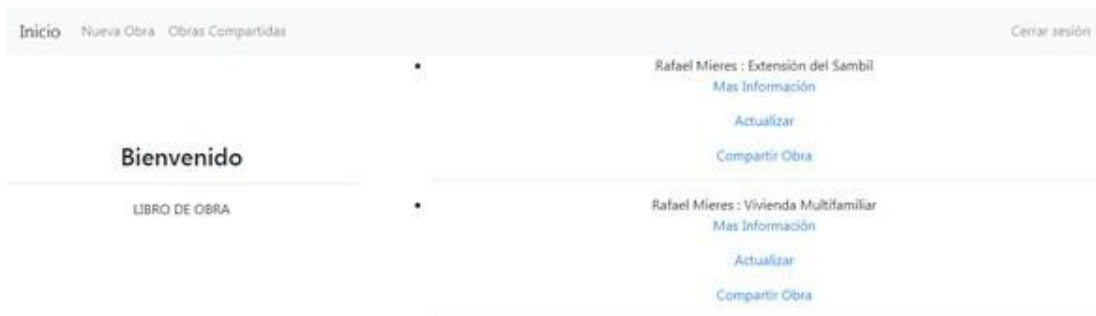 Inicio Nueva Obra Obras Compartidas Cerrar sesión
Bienvenido
LIBRO DE OBRA
Rafael Mieres : Extensión del Sambil
Mas Información
Actualizar
Compartir Obra
Rafael Mieres : Vivienda Multifamiliar
Mas Información
Actualizar
Compartir Obra